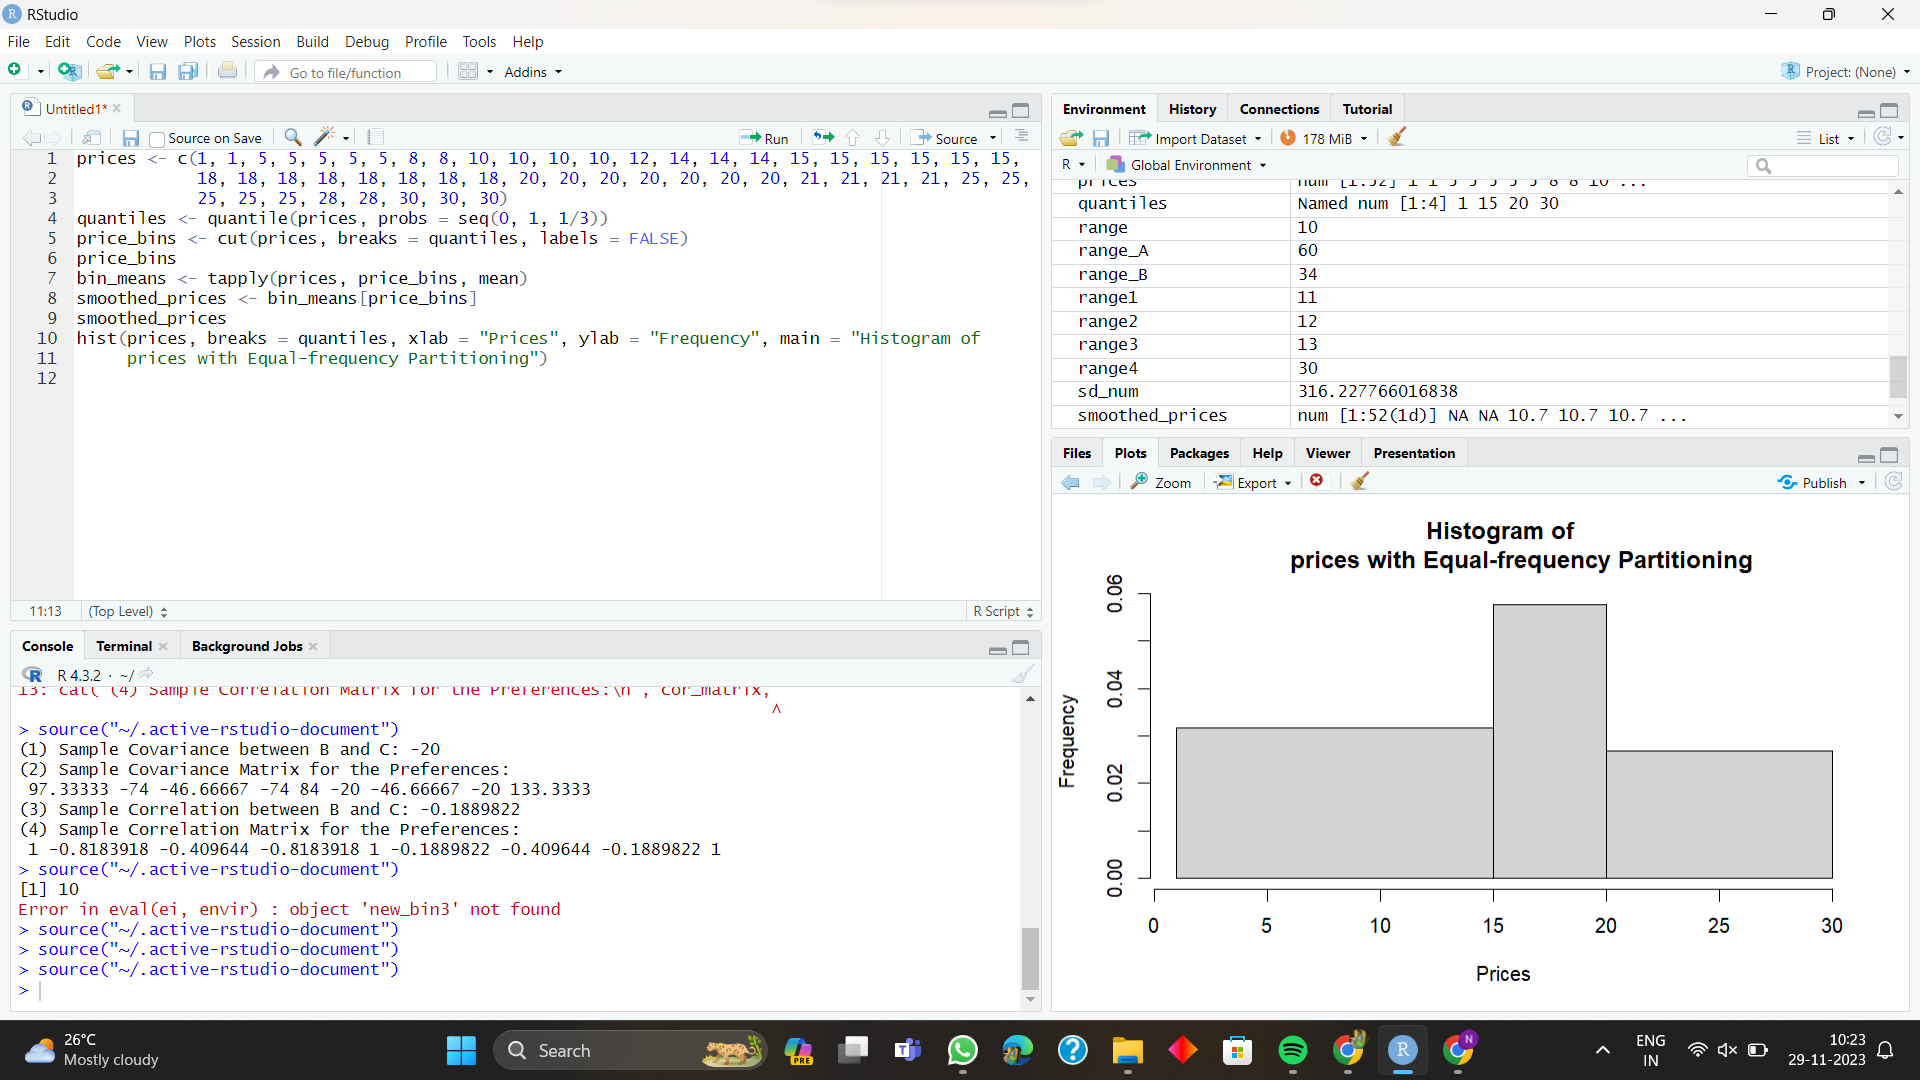 RStudio
File Edit Code View Plots Session Build Debug Profile Tools Help
Go to file/function Addins Project: (None)
Untitled1*
Source on Save Run Source
1 prices <- c(1, 1, 5, 5, 5, 5, 5, 8, 8, 10, 10, 10, 10, 12, 14, 14, 14, 15, 15, 15, 15, 15, 15,
2 18, 18, 18, 18, 18, 18, 18, 18, 20, 20, 20, 20, 20, 20, 20, 21, 21, 21, 21, 25, 25,
3 25, 25, 25, 28, 28, 30, 30, 30)
4 quantiles <- quantile(prices, probs = seq(0, 1, 1/3))
5 price_bins <- cut(prices, breaks = quantiles, labels = FALSE)
6 price_bins
7 bin_means <- tapply(prices, price_bins, mean)
8 smoothed_prices <- bin_means[price_bins]
9 smoothed_prices
10 hist(prices, breaks = quantiles, xlab = "Prices", ylab = "Frequency", main = "Histogram of
11 prices with Equal-frequency Partitioning")
12
11:13 (Top Level) R Script
Console Terminal Background Jobs
R 4.3.2 · ~/
13: cat( (4) Sample Correlation Matrix for the Preferences:\n , cor_matrix,
^
> source("~/.active-rstudio-document")
(1) Sample Covariance between B and C: -20
(2) Sample Covariance Matrix for the Preferences:
97.33333 -74 -46.66667 -74 84 -20 -46.66667 -20 133.3333
(3) Sample Correlation between B and C: -0.1889822
(4) Sample Correlation Matrix for the Preferences:
1 -0.8183918 -0.409644 -0.8183918 1 -0.1889822 -0.409644 -0.1889822 1
> source("~/.active-rstudio-document")
[1] 10
Error in eval(ei, envir) : object 'new_bin3' not found
> source("~/.active-rstudio-document")
> source("~/.active-rstudio-document")
> source("~/.active-rstudio-document")
>
Environment History Connections Tutorial
Import Dataset 178 MiB List
R Global Environment
prices num [1:52] 1 1 5 5 5 5 5 8 8 10 ...
quantiles Named num [1:4] 1 15 20 30
range 10
range_A 60
range_B 34
range1 11
range2 12
range3 13
range4 30
sd_num 316.227766016838
smoothed_prices num [1:52(1d)] NA NA 10.7 10.7 10.7 ...
Files Plots Packages Help Viewer Presentation
Zoom Export Publish
Histogram of
prices with Equal-frequency Partitioning
Frequency
0.06
0.04
0.02
0.00
0 5 10 15 20 25 30
Prices
26°C
Mostly cloudy
Search
PRE
T
R
N
ENG
IN
10:23
29-11-2023